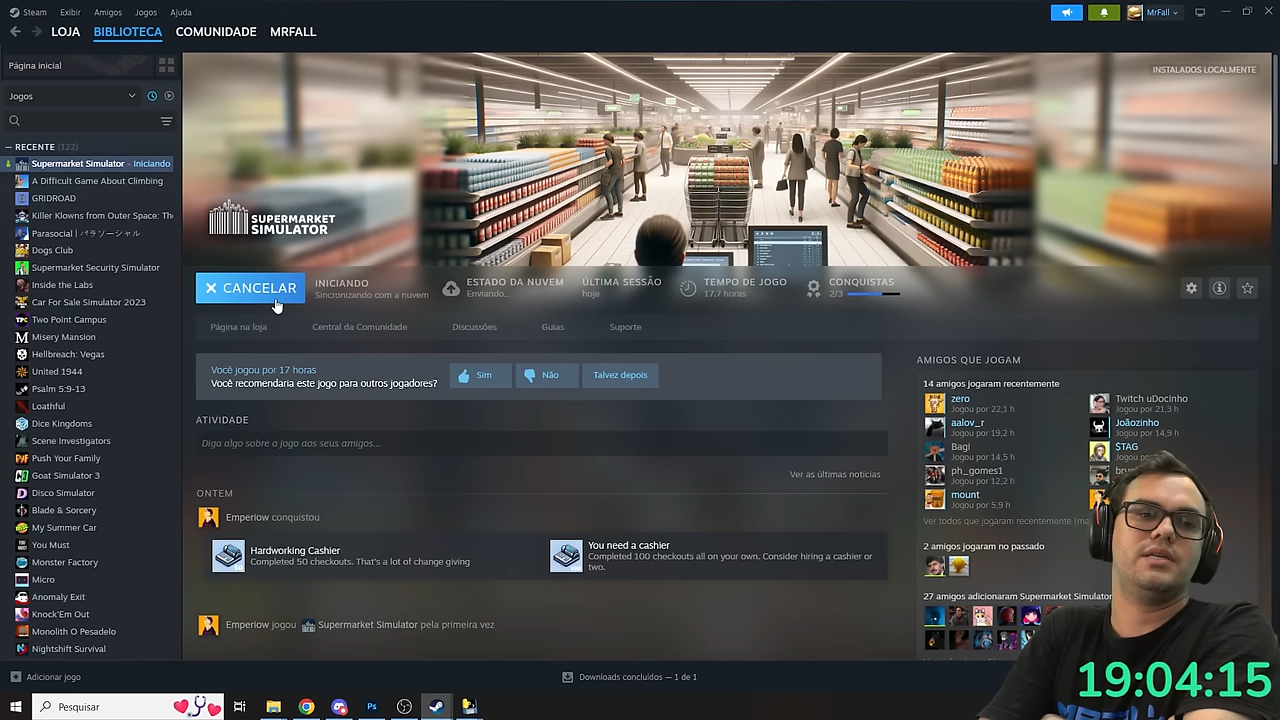 Steam Exibir Amigos Jogos Ajuda
MrFall
LOJA BIBLIOTECA COMUNIDADE MRFALL
Página inicial
INSTALADOS LOCALMENTE
Jogos
RECENTE (122)
Supermarket Simulator - Iniciando
A Difficult Game About Climbing
GRIDROAD
Killer Klowns from Outer Space: The
Parasocial | パラソーシャル
Dogs Club
Supermarket Security Simulator
Inside the Labs
Car For Sale Simulator 2023
Two Point Campus
Misery Mansion
Hellbreach: Vegas
United 1944
Psalm 5:9-13
Loathful
Dice Kingdoms
Scene Investigators
Push Your Family
Goat Simulator 3
Disco Simulator
Blade & Sorcery
My Summer Car
You Must
Monster Factory
Micro
Anomaly Exit
Knock'Em Out
Monolith O Pesadelo
Nightshift Survival
SUPERMARKET
SIMULATOR
CANCELAR
INICIANDO
Sincronizando com a nuvem
ESTADO DA NUVEM
Enviando...
ÚLTIMA SESSÃO
hoje
TEMPO DE JOGO
17,7 horas
CONQUISTAS
2/3
Página na loja Central da Comunidade Discussões Guias Suporte
Você jogou por 17 horas
Você recomendaria este jogo para outros jogadores?
Sim Não Talvez depois
ATIVIDADE
Diga algo sobre o jogo aos seus amigos...
Ver as últimas notícias
ONTEM
Emperiow conquistou
Hardworking Cashier
Completed 50 checkouts. That's a lot of change giving
You need a cashier
Completed 100 checkouts all on your own. Consider hiring a cashier or
two.
Emperiow jogou Supermarket Simulator pela primeira vez
AMIGOS QUE JOGAM
14 amigos jogaram recentemente
zero
Jogou por 22,1 h
Twitch uDocinho
Jogou por 21,3 h
aalov_r
Jogou por 19,2 h
Joãozinho
Jogou por 14,9 h
Bagi
Jogou por 14,5 h
$TAG
Jogou po
ph_gomes1
Jogou por 12,2 h
mount
Jogou por 5,9 h
Ver todos que jogaram recentemente (ma
2 amigos jogaram no passado
27 amigos adicionaram Supermarket Simulator
Adicionar jogo
Downloads concluídos — 1 de 1
19:04:15
Pesquisar
Ps